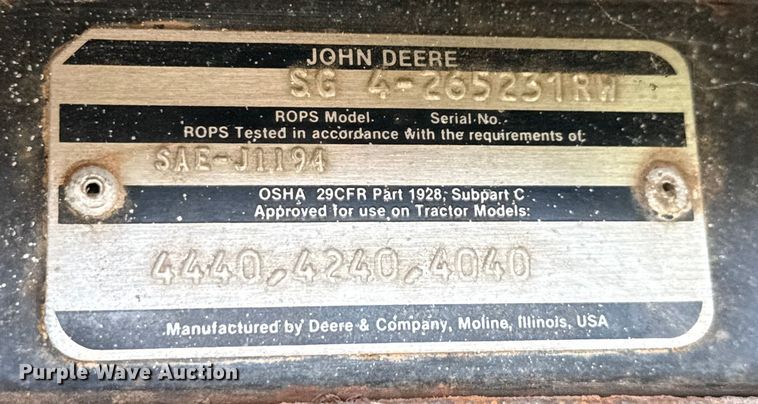 JOHN DEERE
SG 4-265231RW
ROPS Model. Serial No.
ROPS Tested in accordance with the requirements of:
SAE-J1194
OSHA 29CFR Part 1928, Subpart C
Approved for use on Tractor Models:
4440,4240,4040
Manufactured by Deere & Company, Moline, Illinois, USA
Purple Wave Auction